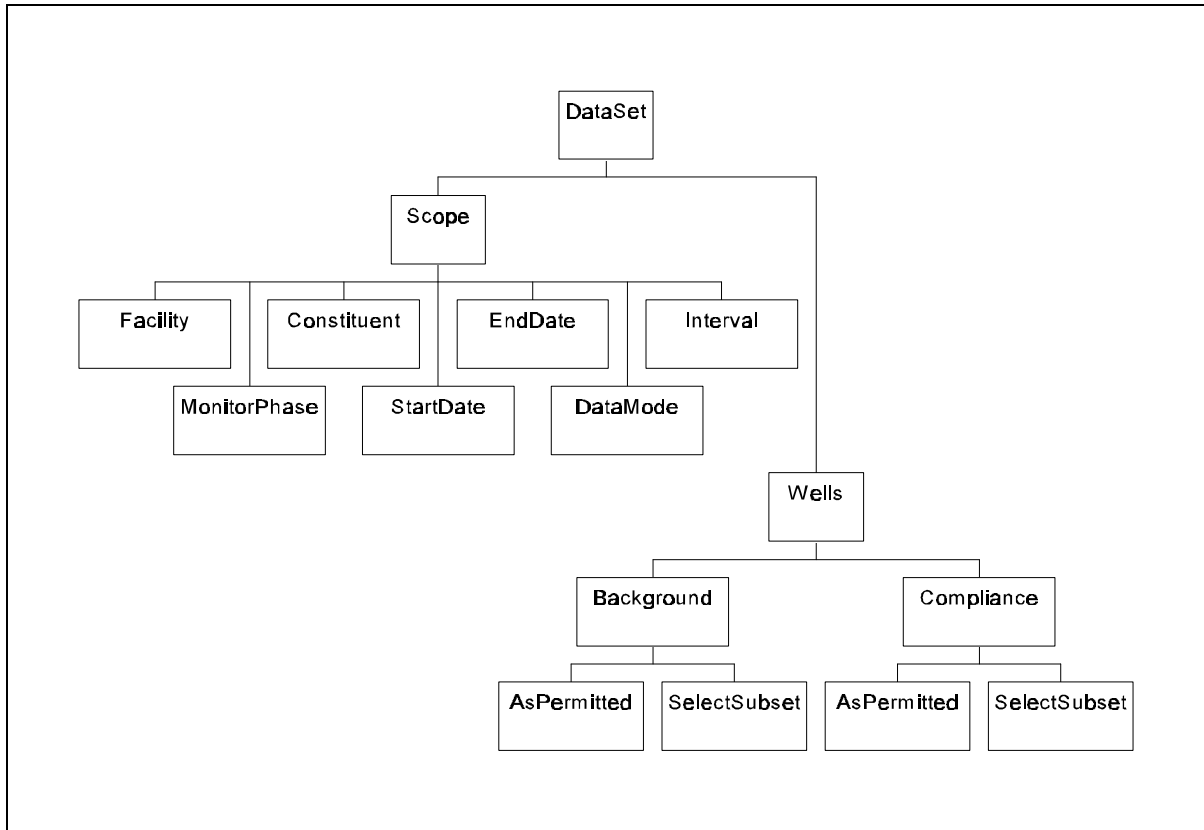 DataSet
Scope
Facility
Constituent
EndDate
Interval
MonitorPhase
StartDate
DataMode
Wells
Background
Compliance
AsPermitted
SelectSubset
AsPermitted
SelectSubset